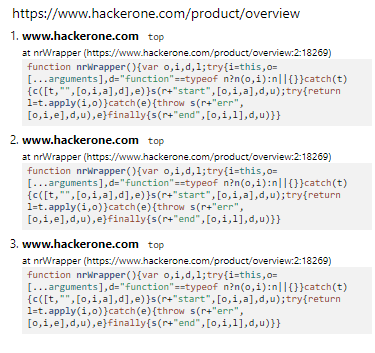 https://www.hackerone.com/product/overview
1. www.hackerone.com top
at nrWrapper (https://www.hackerone.com/product/overview:2:18269)
function nrWrapper(){var o,i,d,l;try{i=this,o=
[...arguments],d="function"==typeof n?n(o,i):n||{}}catch(t)
{c([t,"",[o,i,a],d],e)}s(r+"start",[o,i,a],d,u);try{return
l=t.apply(i,o)}catch(e){throw s(r+"err",
[o,i,e],d,u),e}finally{s(r+"end",[o,i,l],d,u)}}
2. www.hackerone.com top
at nrWrapper (https://www.hackerone.com/product/overview:2:18269)
function nrWrapper(){var o,i,d,l;try{i=this,o=
[...arguments],d="function"==typeof n?n(o,i):n||{}}catch(t)
{c([t,"",[o,i,a],d],e)}s(r+"start",[o,i,a],d,u);try{return
l=t.apply(i,o)}catch(e){throw s(r+"err",
[o,i,e],d,u),e}finally{s(r+"end",[o,i,l],d,u)}}
3. www.hackerone.com top
at nrWrapper (https://www.hackerone.com/product/overview:2:18269)
function nrWrapper(){var o,i,d,l;try{i=this,o=
[...arguments],d="function"==typeof n?n(o,i):n||{}}catch(t)
{c([t,"",[o,i,a],d],e)}s(r+"start",[o,i,a],d,u);try{return
l=t.apply(i,o)}catch(e){throw s(r+"err",
[o,i,e],d,u),e}finally{s(r+"end",[o,i,l],d,u)}}